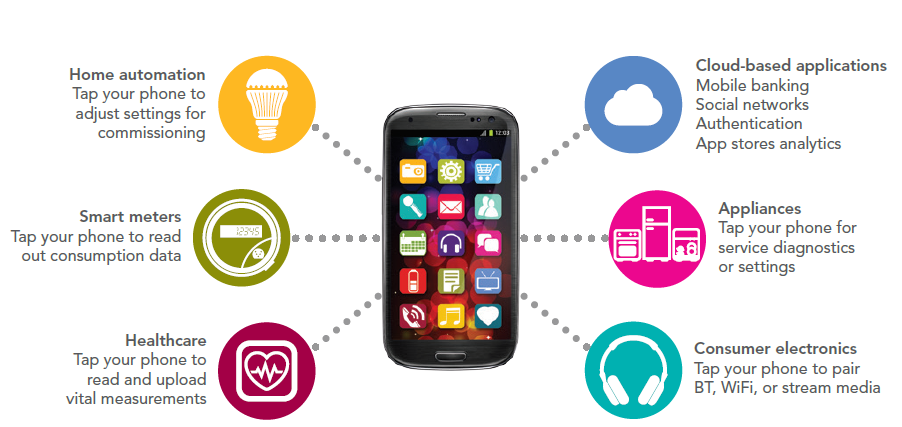 Home automation
Tap your phone to
adjust settings for
commissioning
Smart meters
Tap your phone to read
out consumption data
12345
Healthcare
Tap your phone to
read and upload
vital measurements
12:03
Cloud-based applications
Mobile banking
Social networks
Authentication
App stores analytics
Appliances
Tap your phone for
service diagnostics
or settings
Consumer electronics
Tap your phone to pair
BT, WiFi, or stream media